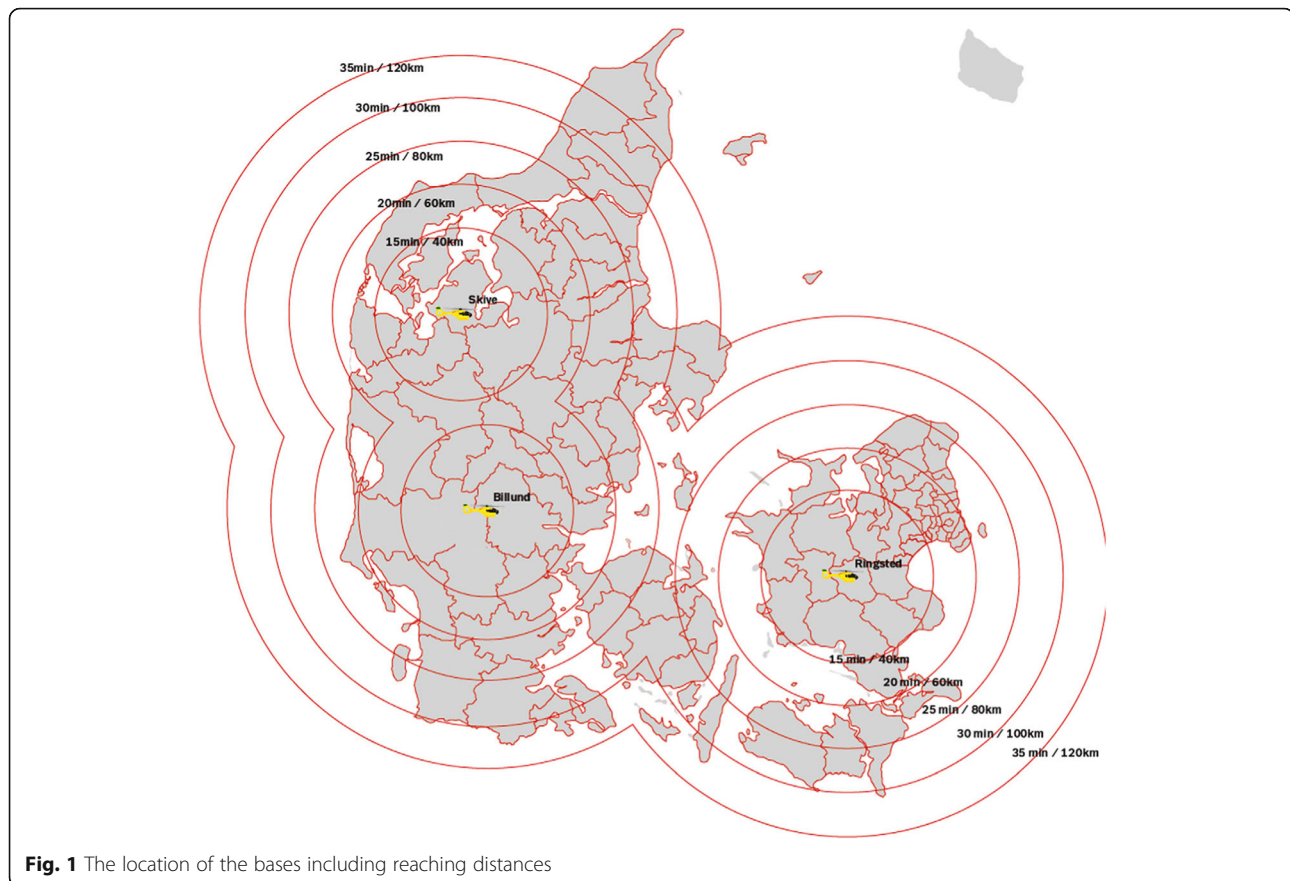 35min / 120km
30min / 100km
25min / 80km
20min / 60km
15min / 40km
Skive
Billund
Ringsted
15 min / 40km
20 min / 60km
25 min / 80km
30 min / 100km
35 min / 120km
Fig. 1 The location of the bases including reaching distances